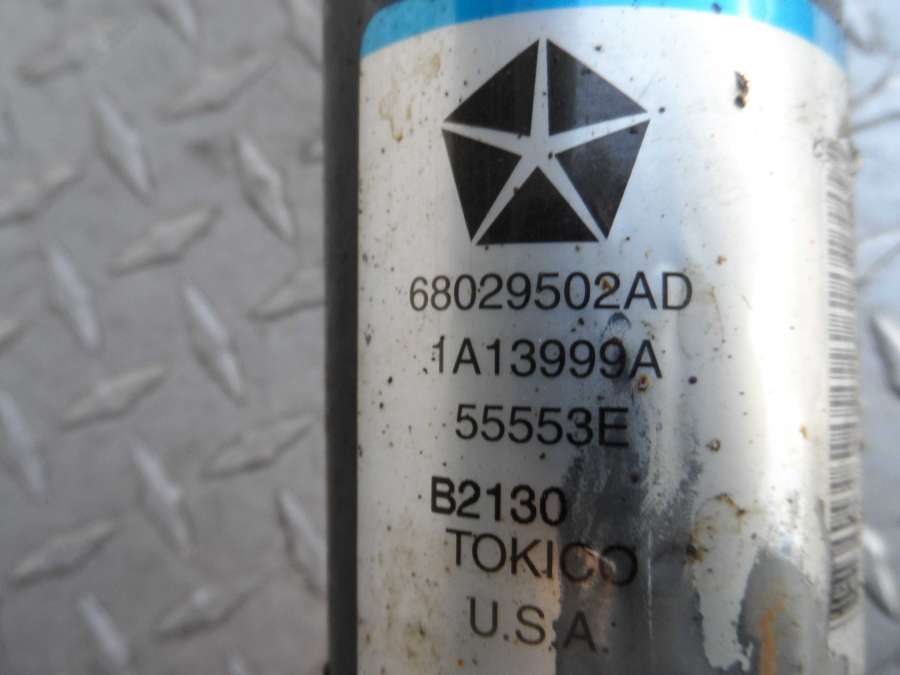 68029502AD
1A13999A
55553E
B2130
TOKICO
U.S.A.